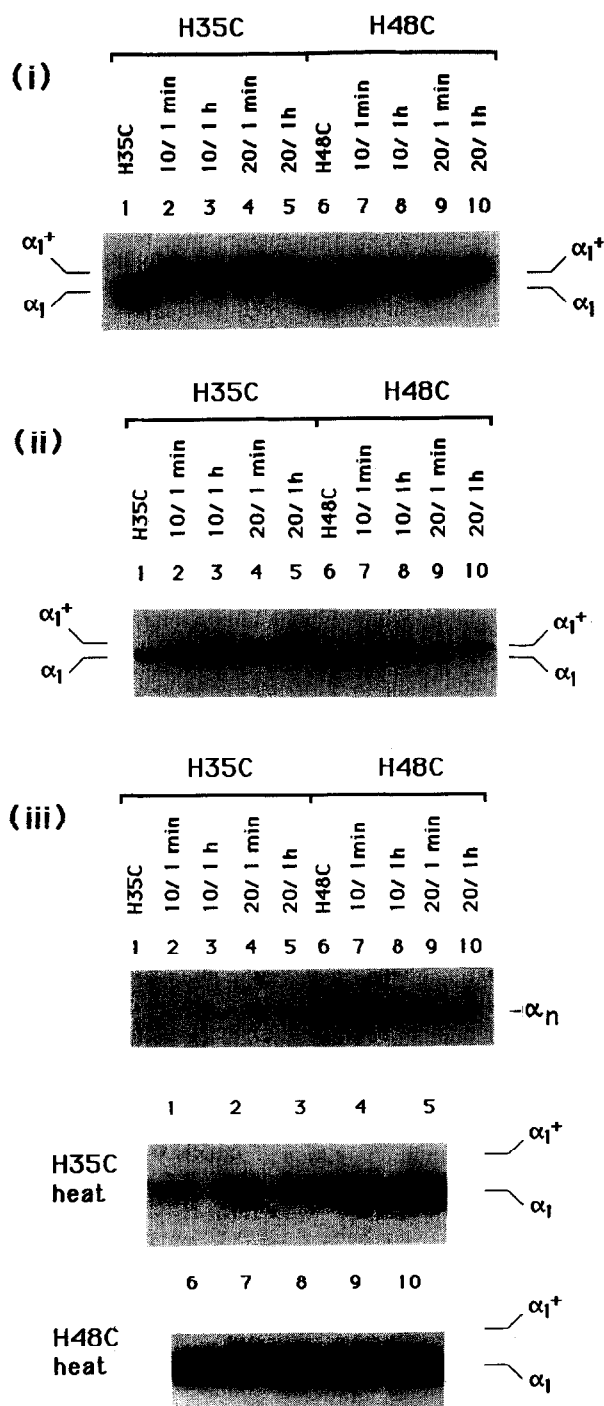 (i)
H35C H48C
H35C 10/ 1 min 10/ 1 h 20/ 1 min 20/ 1h H48C 10/ 1min 10/ 1h 20/ 1 min 20/ 1h
1 2 3 4 5 6 7 8 9 10
α₁⁺ α₁⁺
α₁ α₁
(ii)
H35C H48C
H35C 10/ 1 min 10/ 1 h 20/ 1 min 20/ 1h H48C 10/ 1min 10/ 1h 20/ 1 min 20/ 1h
1 2 3 4 5 6 7 8 9 10
α₁⁺ α₁⁺
α₁ α₁
(iii)
H35C H48C
H35C 10/ 1 min 10/ 1 h 20/ 1 min 20/ 1h H48C 10/ 1min 10/ 1h 20/ 1 min 20/ 1h
1 2 3 4 5 6 7 8 9 10
αn
1 2 3 4 5
α₁⁺
H35C
heat
α₁
6 7 8 9 10
α₁⁺
H48C
heat
α₁